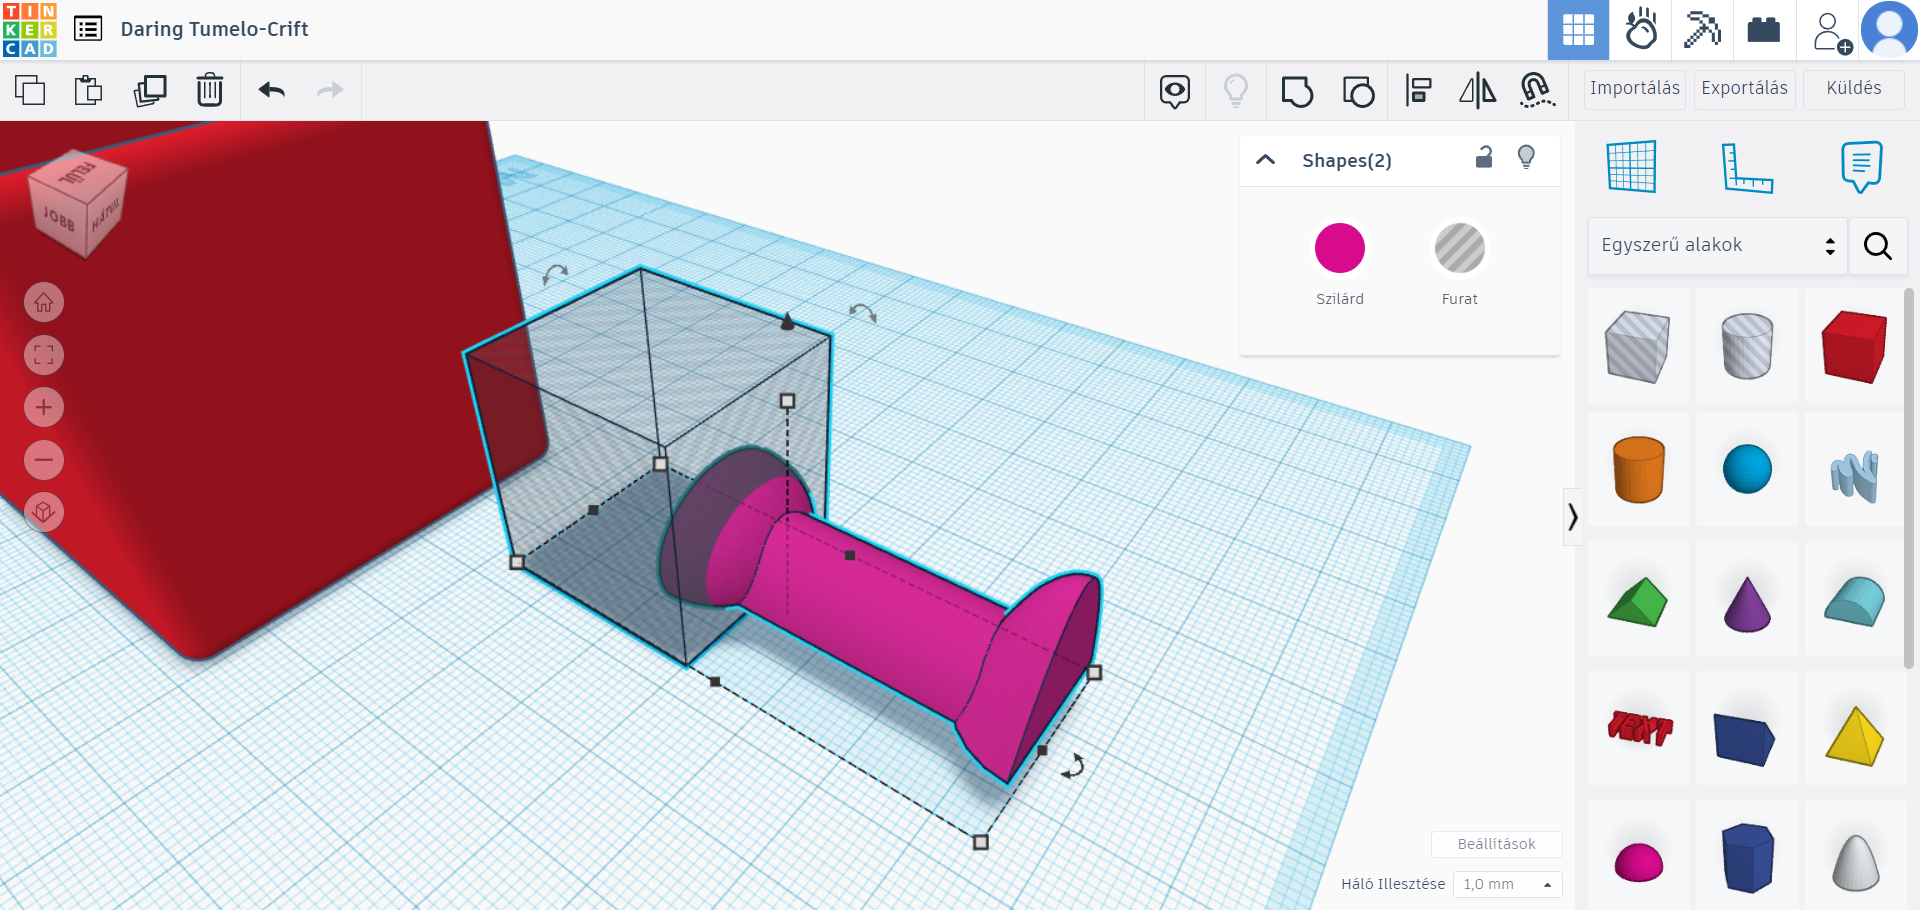 TIN
KER
CAD
Daring Tumelo-Crift
Importálás
Exportálás
Küldés
FELÜL
JOBB
HÁTUL
Shapes(2)
Szilárd
Furat
Egyszerű alakok
TEXT
Beállítások
Háló Illesztése
1,0 mm